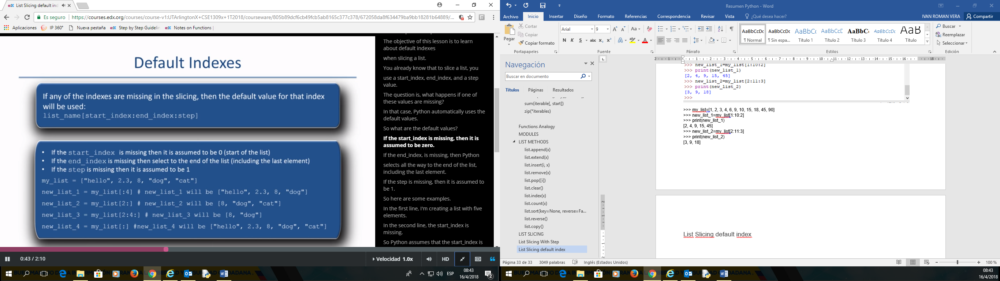 List Slicing default ind
Es seguro
https://courses.edx.org/courses/course-v1:UTArlingtonX+CSE1309x+1T2018/courseware/805b89dcf6cb49fcb5ab8165c377c378/672058da8f634479ba9bb18281b64889/...
Aplicaciones
IP 360°
Nueva pestaña
Step by Step Guidelin
Notes on Functions |
Default Indexes
If any of the indexes are missing in the slicing, then the default value for that index
will be used:
list_name[start_index:end_index:step]
• If the start_index is missing then it is assumed to be 0 (start of the list)
• If the end_index is missing then select to the end of the list (including the last element)
• If the step is missing then it is assumed to be 1
my_list = ["hello", 2.3, 8, "dog", "cat"]
new_list_1 = my_list[:4] # new_list_1 will be ["hello", 2.3, 8, "dog"]
new_list_2 = my_list[2:] # new_list_2 will be [8, "dog", "cat"]
new_list_3 = my_list[2:4:] # new_list_3 will be [8, "dog"]
new_list_4 = my_list[:] #new_list_4 will be ["hello", 2.3, 8, "dog", "cat"]
The objective of this lesson is to learn
about default indexes
when slicing a list.
You already know that to slice a list, you
use a start_index, end_index, and a step
value.
The question is, what happens if one of
these values are missing?
In that case, Python automatically uses the
default values.
So what are the default values?
If the start_index is missing, then it is
assumed to be zero.
If the end_index, is missing, then Python
selects all the way to the end of the list,
including the last element.
If the step is missing, then it is assumed to
be 1.
So here are some examples.
In the first line, I'm creating a list with five
elements.
In the second line, the start_index is
missing.
So Python assumes that the start_index is
0:43 / 2:10
Velocidad 1.0x
HD
ESP
08:43
16/4/2018
2
Resumen Python - Word
Archivo
Inicio
Insertar
Diseño
Formato
Referencias
Correspondencia
Revisar
Vista
¿Qué desea hacer?
IVAN ROMAN VERA
Compartir
Pegar
Cortar
Copiar
Copiar formato
Portapapeles
Arial
9
N K S abc x₂ x²
Fuente
Párrafo
AaBbCcDc
¶ Normal
AaBbCcDc
¶ Sin espa...
AaBbC(
Título 1
AaBbCcE
Título 2
AaBbC
Título 3
AaBbCcDc
Título 4
AaB
Título
Estilos
Buscar
Reemplazar
Seleccionar
Edición
Navegación
Buscar en documento
Títulos
Páginas
Resultados
sum(iterable[, start])
zip(*iterables)
Functions Analogy
MODULES
LIST METHODS
list.append(x)
list.extend(x)
list.insert(i, x)
list.remove(x)
list.pop([i])
list.clear()
list.index(x)
list.count(x)
list.sort(key=None, reverse=Fa...
list.reverse()
list.copy()
LIST SLICING
List Slicing With Step
List Slicing default index
>>> new_list_1=my_list[1:10:2]
>>> print(new_list_1)
[2, 4, 9, 15, 45]
>>> new_list_2=my_list[2:11:3]
>>> print(new_list_2)
[3, 9, 18]
>>>
>>> my_list=[1, 2, 3, 4, 6, 9, 10, 15, 18, 45, 90]
>>> new_list_1=my_list[1:10:2]
>>> print(new_list_1)
[2, 4, 9, 15, 45]
>>> new_list_2=my_list[2:11:3]
>>> print(new_list_2)
[3, 9, 18]
List Slicing default index
Página 33 de 33
3049 palabras
Inglés (Estados Unidos)
100 %
08:43
16/4/2018